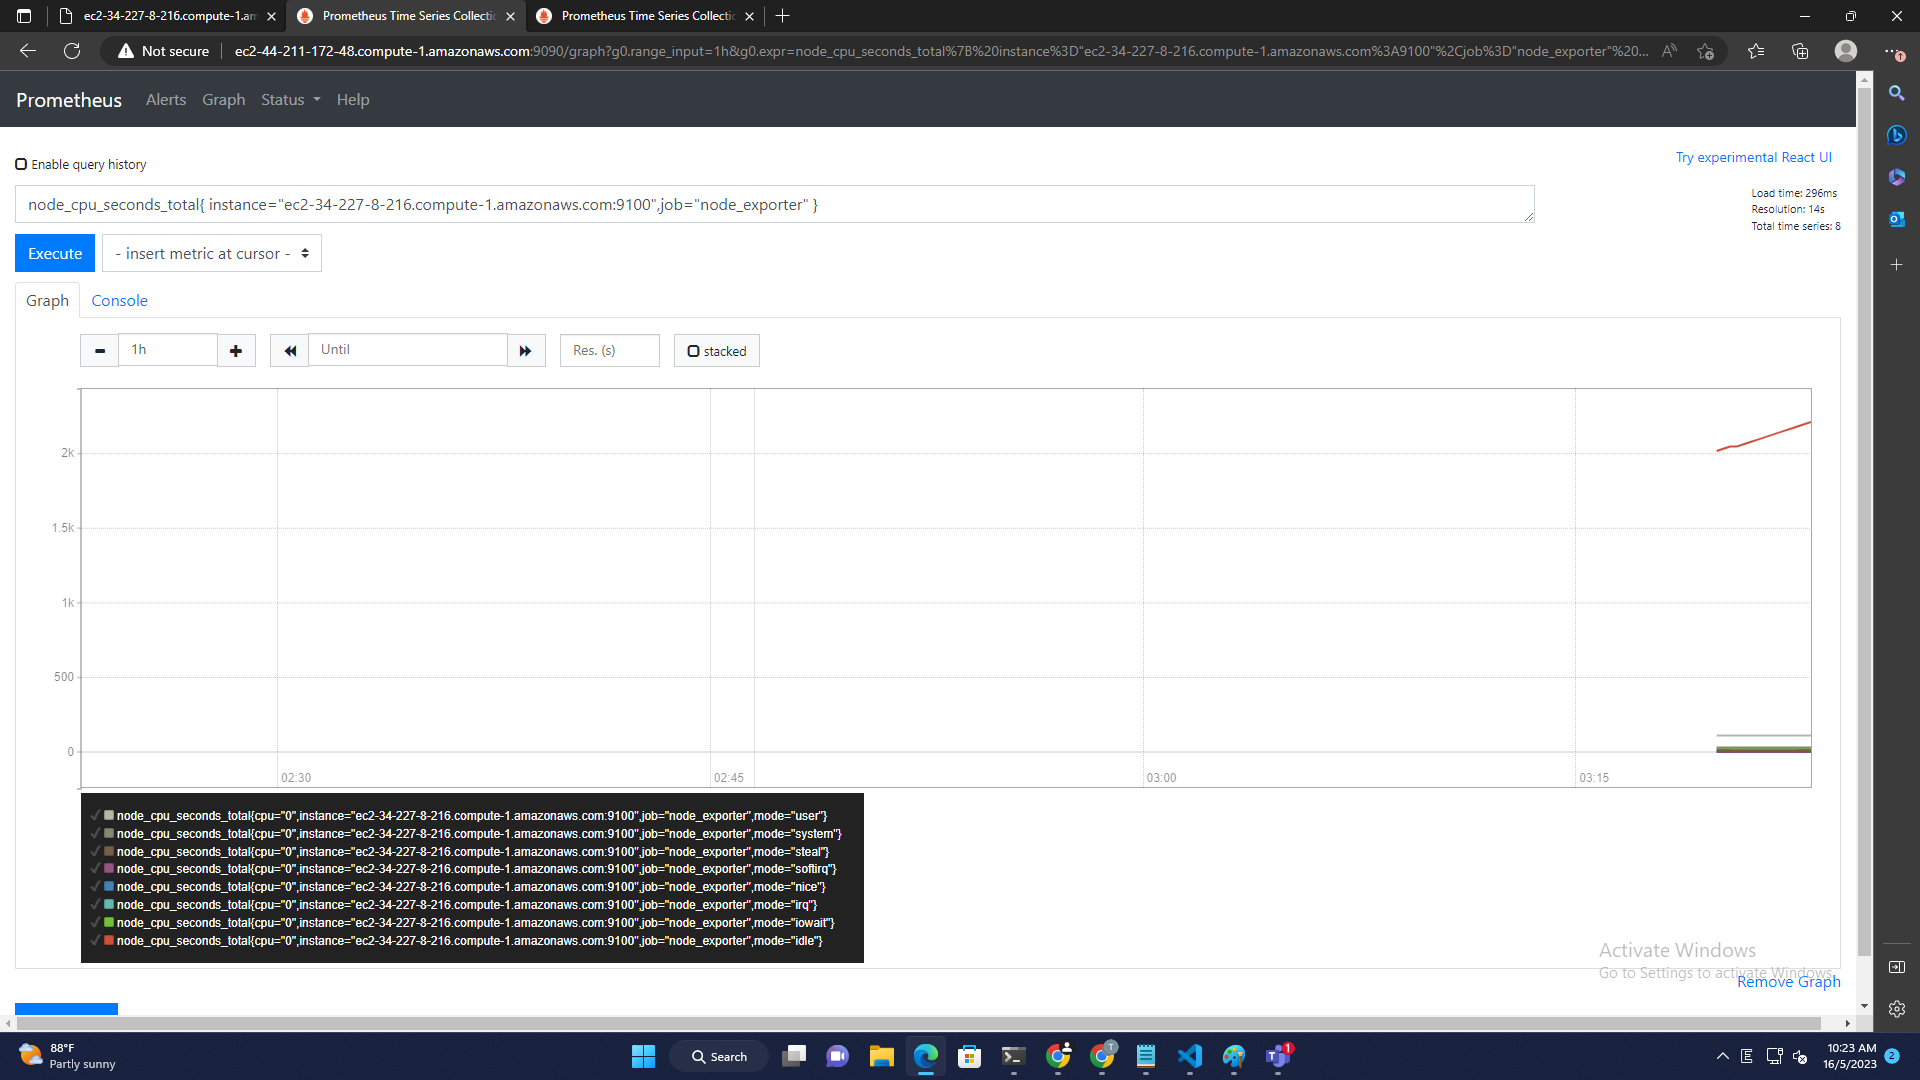 ec2-34-227-8-216.compute-1.am
Prometheus Time Series Collectic
Prometheus Time Series Collectic
Not secure
ec2-44-211-172-48.compute-1.amazonaws.com:9090/graph?g0.range_input=1h&g0.expr=node_cpu_seconds_total%7B%20instance%3D"ec2-34-227-8-216.compute-1.amazonaws.com%3A9100"%2Cjob%3D"node_exporter"%20...
Prometheus
Alerts
Graph
Status
Help
Enable query history
Try experimental React UI
node_cpu_seconds_total{ instance="ec2-34-227-8-216.compute-1.amazonaws.com:9100",job="node_exporter" }
Load time: 296ms
Resolution: 14s
Total time series: 8
Execute
- insert metric at cursor -
Graph
Console
1h
Until
Res. (s)
stacked
2k
1.5k
1k
500
0
02:30
02:45
03:00
03:15
node_cpu_seconds_total{cpu="0",instance="ec2-34-227-8-216.compute-1.amazonaws.com:9100",job="node_exporter",mode="user"}
node_cpu_seconds_total{cpu="0",instance="ec2-34-227-8-216.compute-1.amazonaws.com:9100",job="node_exporter",mode="system"}
node_cpu_seconds_total{cpu="0",instance="ec2-34-227-8-216.compute-1.amazonaws.com:9100",job="node_exporter",mode="steal"}
node_cpu_seconds_total{cpu="0",instance="ec2-34-227-8-216.compute-1.amazonaws.com:9100",job="node_exporter",mode="softirq"}
node_cpu_seconds_total{cpu="0",instance="ec2-34-227-8-216.compute-1.amazonaws.com:9100",job="node_exporter",mode="nice"}
node_cpu_seconds_total{cpu="0",instance="ec2-34-227-8-216.compute-1.amazonaws.com:9100",job="node_exporter",mode="irq"}
node_cpu_seconds_total{cpu="0",instance="ec2-34-227-8-216.compute-1.amazonaws.com:9100",job="node_exporter",mode="iowait"}
node_cpu_seconds_total{cpu="0",instance="ec2-34-227-8-216.compute-1.amazonaws.com:9100",job="node_exporter",mode="idle"}
Activate Windows
Go to Settings to activate Windows.
Remove Graph
88°F
Partly sunny
Search
T
1
E
10:23 AM
16/5/2023
2